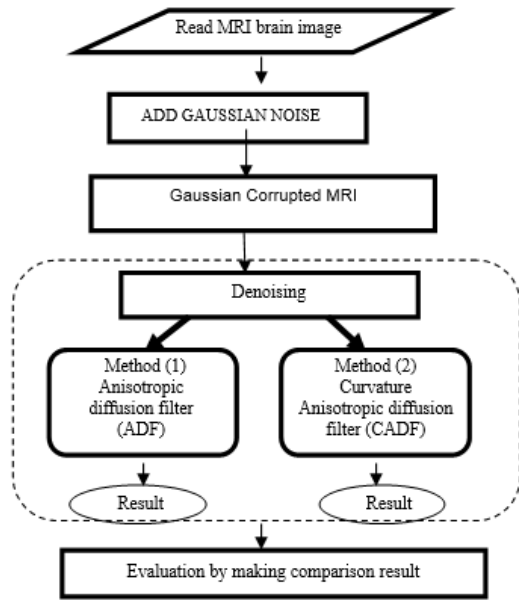 Read MRI brain image
ADD GAUSSIAN NOISE
Gaussian Corrupted MRI
Denoising
Method (1)
Anisotropic
diffusion filter
(ADF)
Method (2)
Curvature
Anisotropic diffusion
filter (CADF)
Result
Result
Evaluation by making comparison result